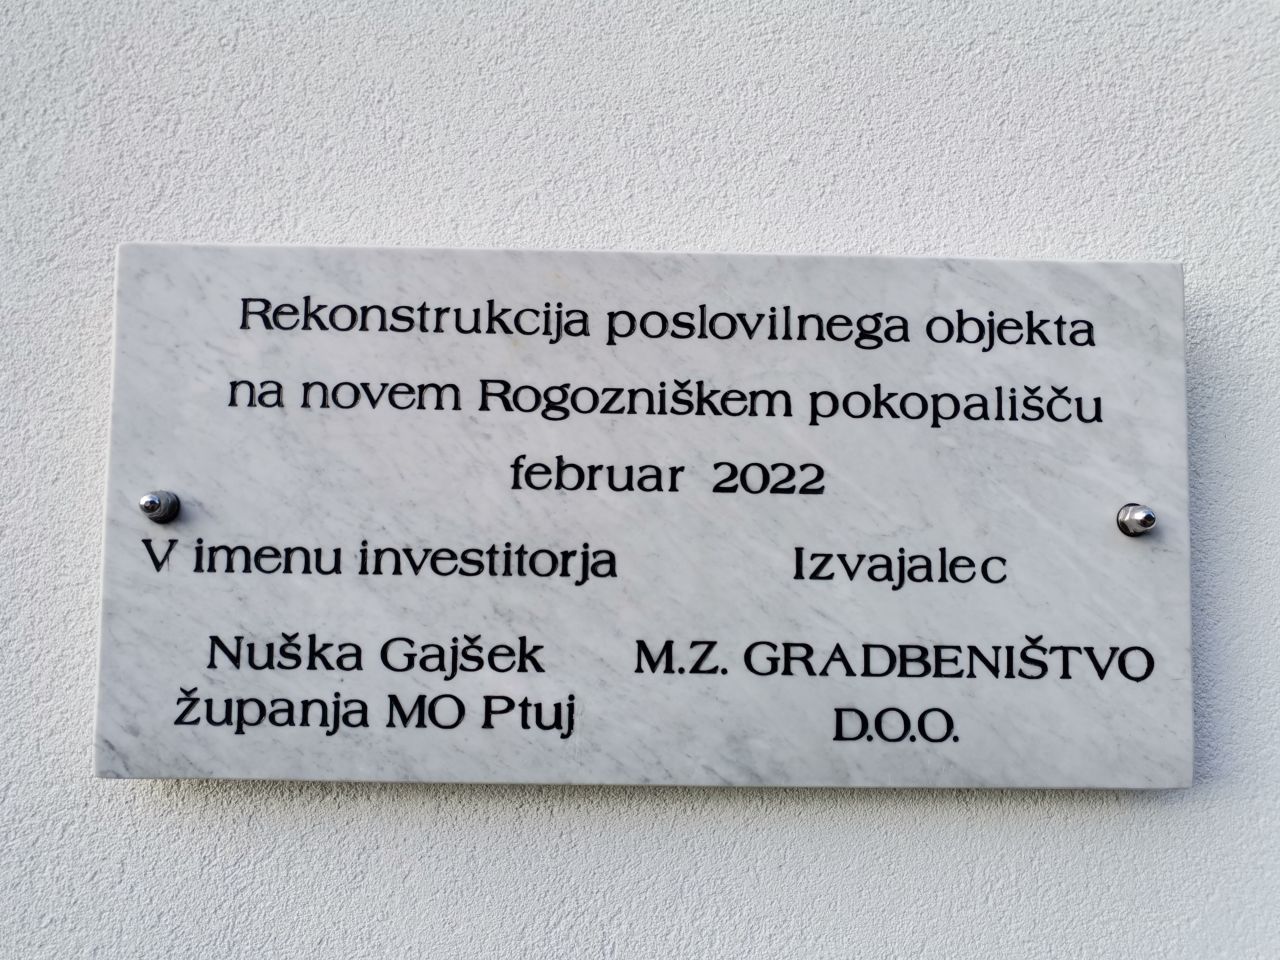 Rekonstrukcija poslovilnega objekta
na novem Rogozniškem pokopališču
februar 2022
V imenu investitorja
Nuška Gajšek
županja MO Ptuj
Izvajalec
M.Z. GRADBENIŠTVO
D.O.O.